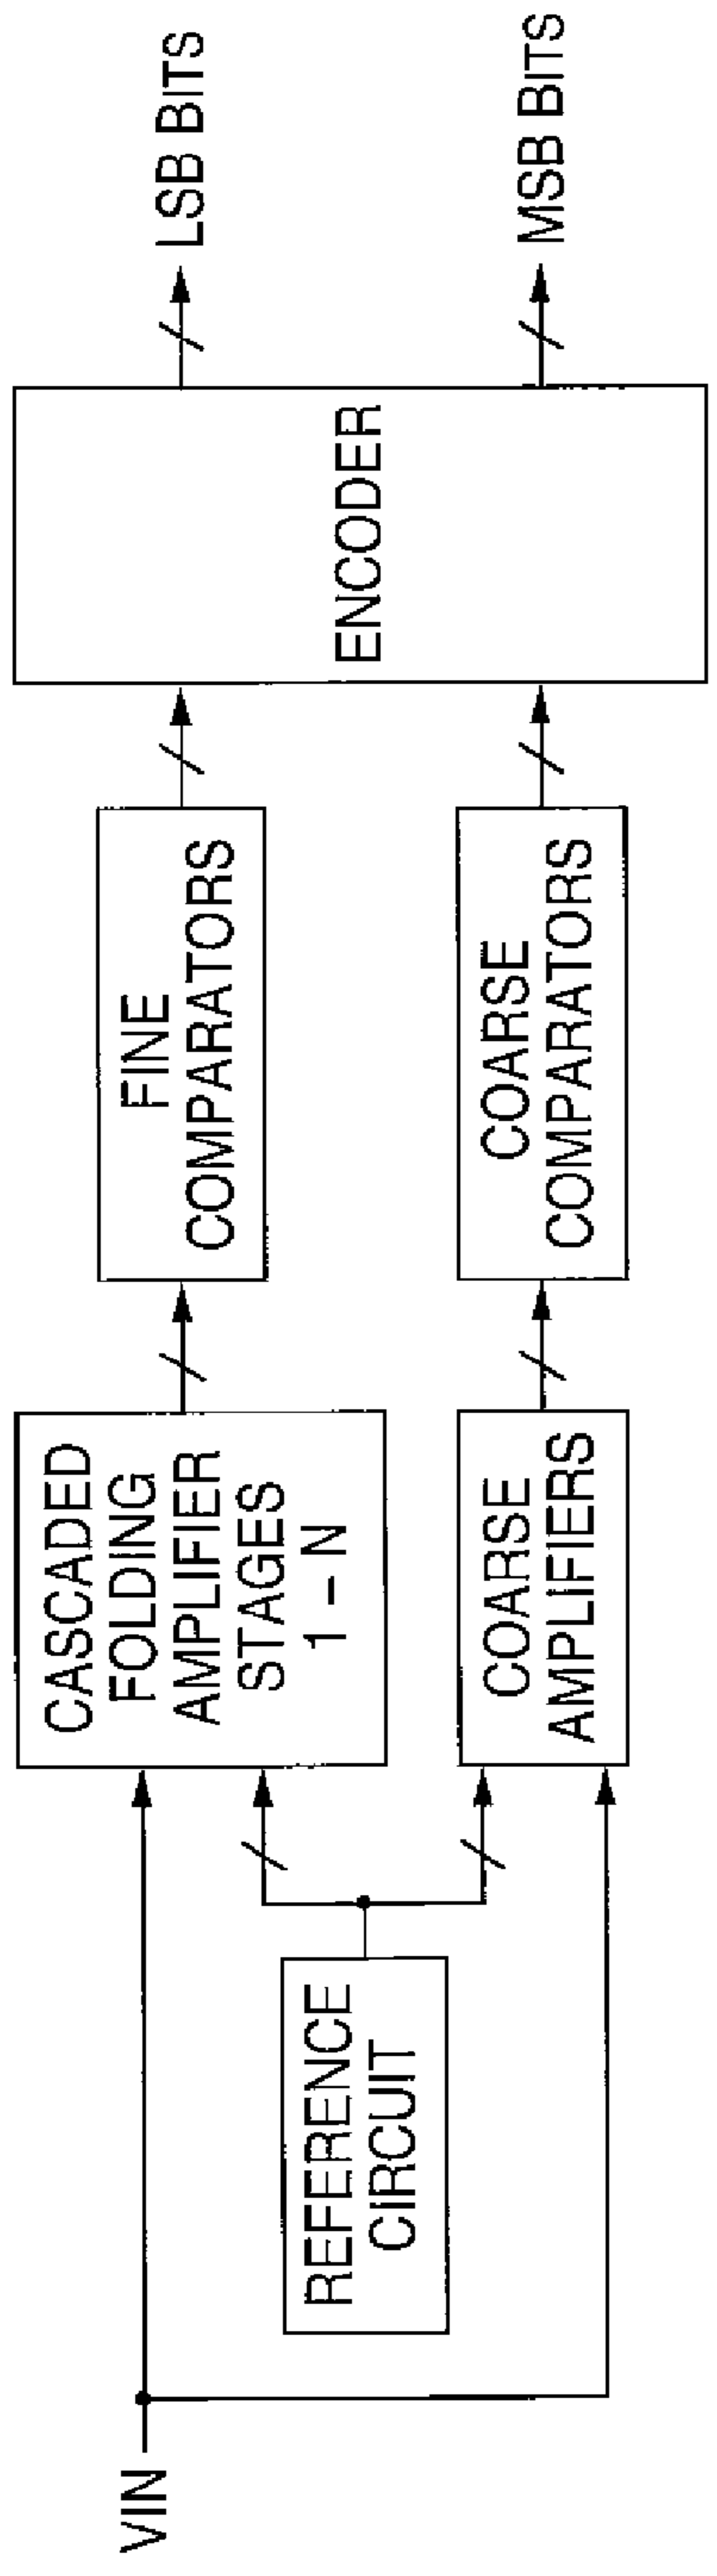 VIN
REFERENCE
CIRCUIT
CASCADED
FOLDING
AMPLIFIER
STAGES
1 – N
COARSE
AMPLIFIERS
FINE
COMPARATORS
COARSE
COMPARATORS
ENCODER
LSB BITS
MSB BITS